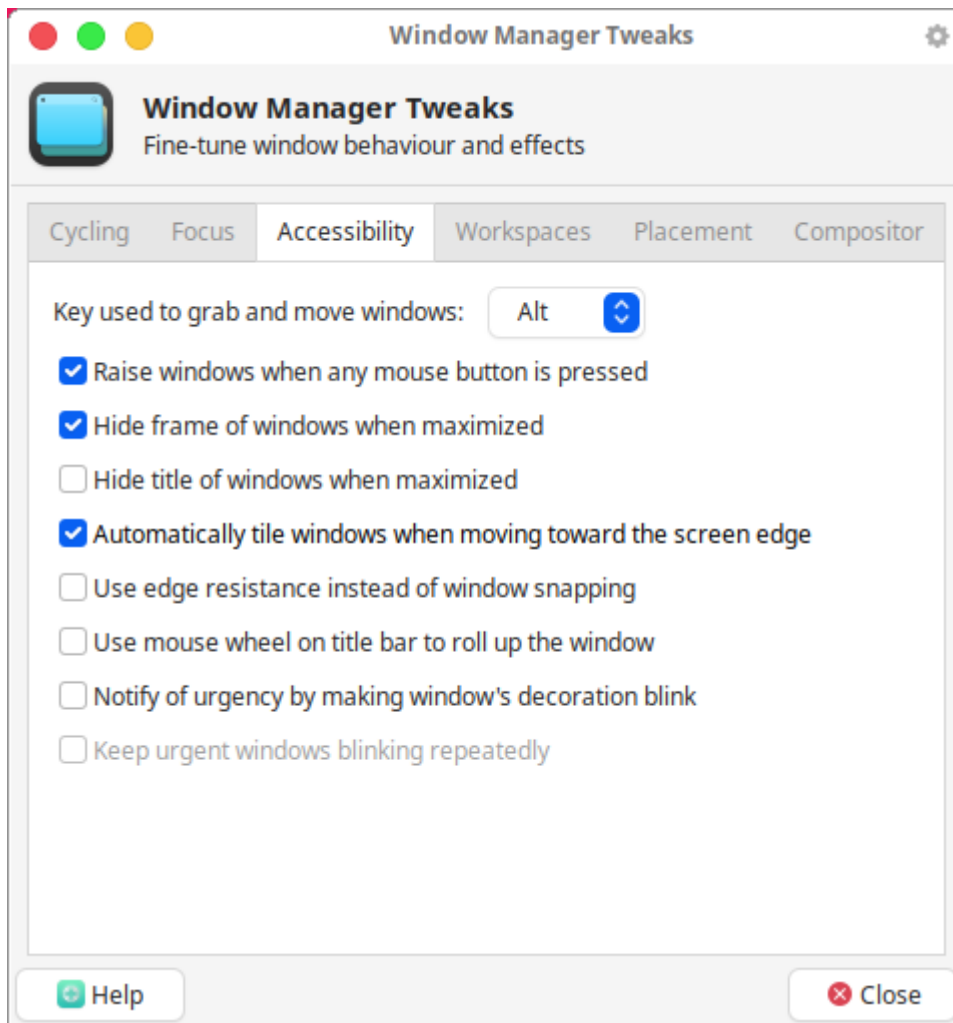 Window Manager Tweaks
Window Manager Tweaks
Fine-tune window behaviour and effects
Cycling Focus Accessibility Workspaces Placement Compositor
Key used to grab and move windows: Alt
Raise windows when any mouse button is pressed
Hide frame of windows when maximized
Hide title of windows when maximized
Automatically tile windows when moving toward the screen edge
Use edge resistance instead of window snapping
Use mouse wheel on title bar to roll up the window
Notify of urgency by making window's decoration blink
Keep urgent windows blinking repeatedly
Help Close